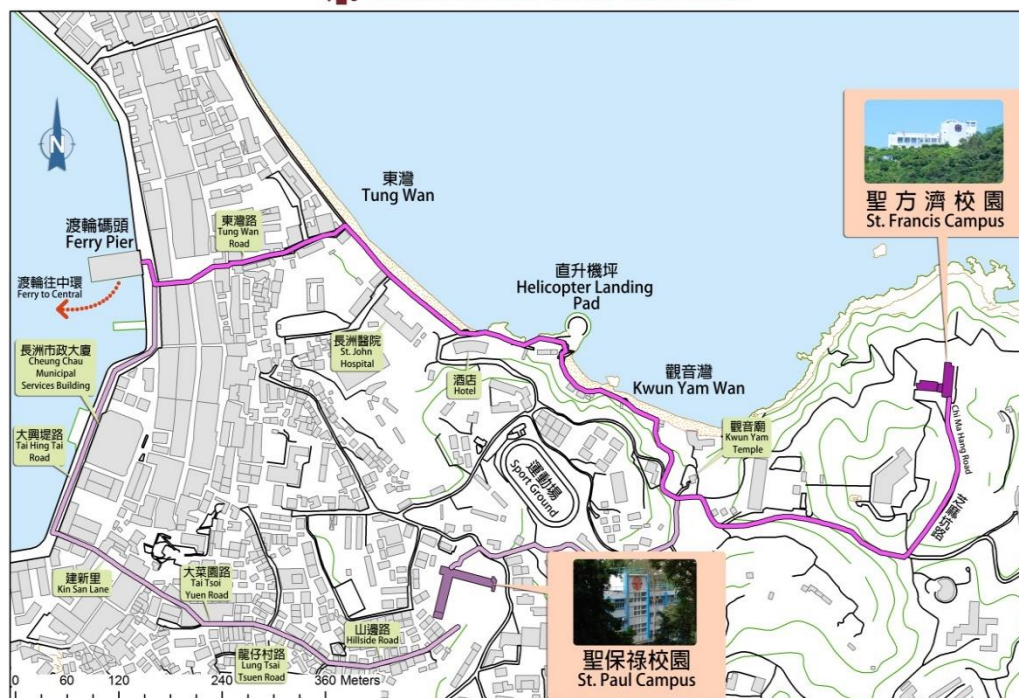 N
東灣
Tung Wan
渡輪碼頭
Ferry Pier
東灣路
Tung Wan
Road
渡輪往中環
Ferry to Central
直升機坪
Helicopter Landing
Pad
聖方濟校園
St. Francis Campus
長洲市政大廈
Cheung Chau
Municipal
Services Building
長洲醫院
St. John
Hospital
酒店
Hotel
觀音灣
Kwun Yam Wan
大興堤路
Tai Hing Tai
Road
觀音廟
Kwun Yam
Temple
Chi Ma Hang Road
芝麻坑路
運動場
Sport Ground
建新里
Kin San Lane
大菜園路
Tai Tsoi
Yuen Road
山邊路
Hillside Road
龍仔村路
Lung Tsai
Tsuen Road
聖保祿校園
St. Paul Campus
0 60 120 240 360 Meters